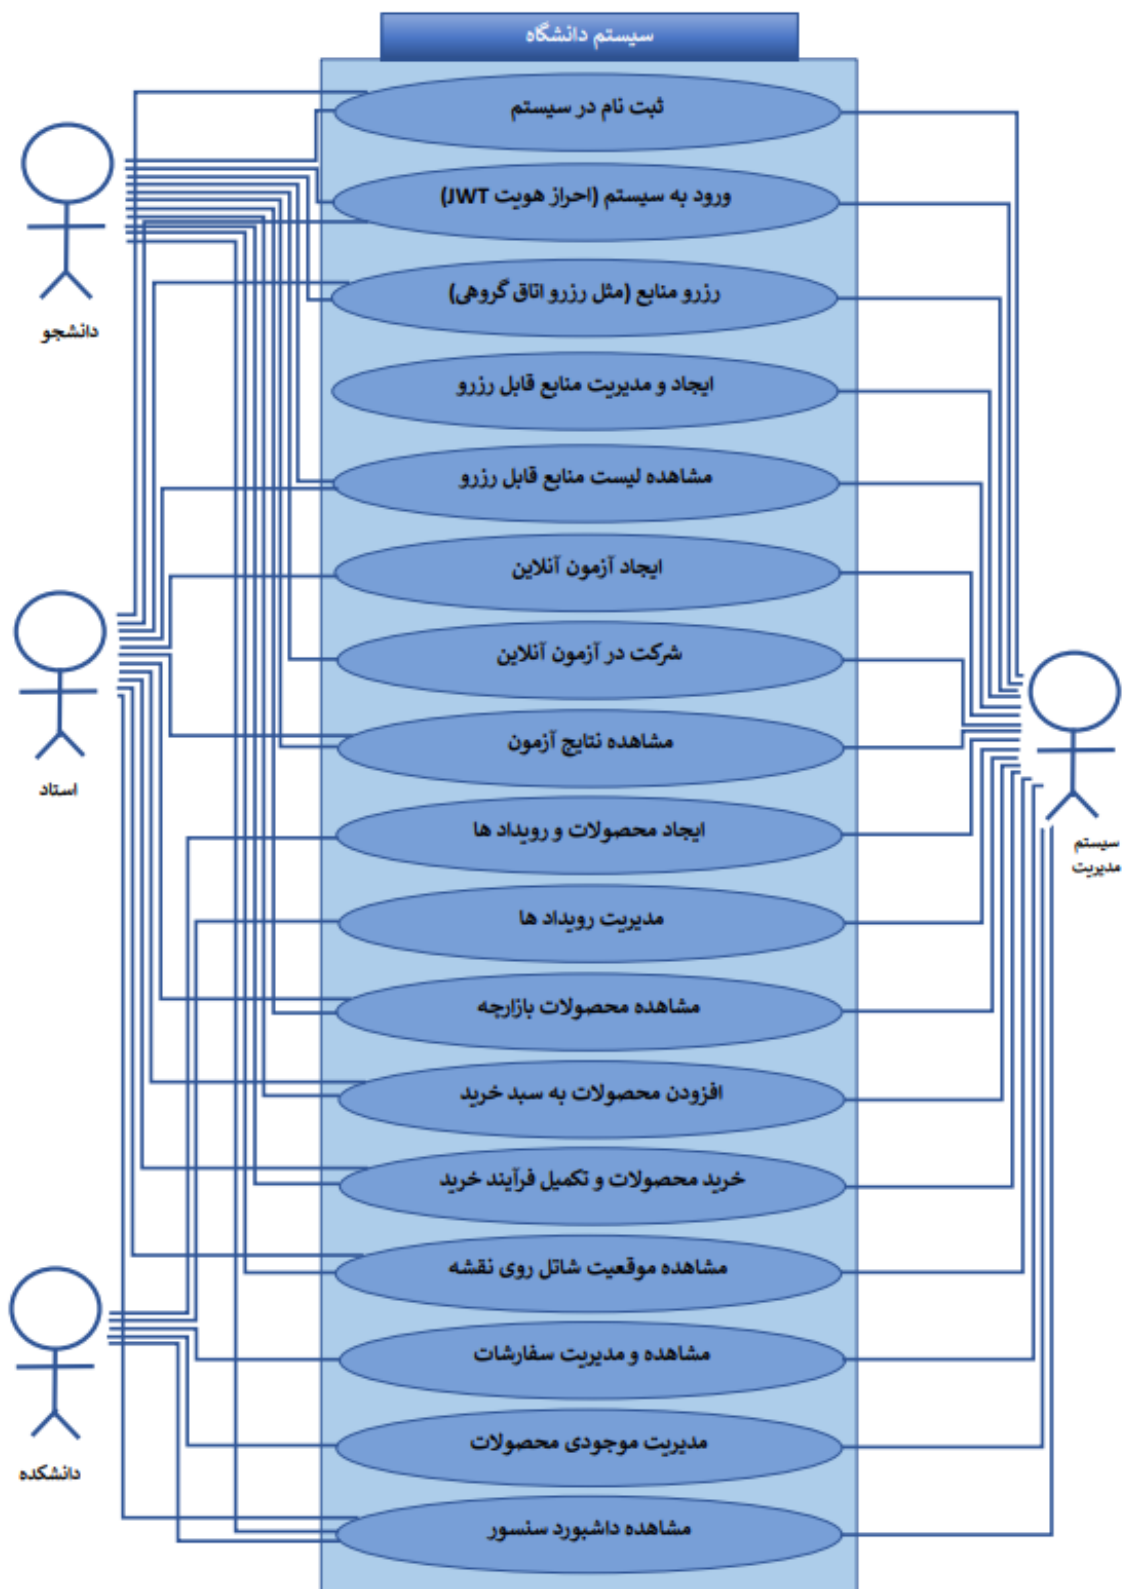 سیستم دانشگاه
ثبت نام در سیستم
ورود به سیستم (احراز هویت JWT)
رزرو منابع (مثل رزرو اتاق گروهی)
دانشجو
ایجاد و مدیریت منابع قابل رزرو
مشاهده لیست منابع قابل رزرو
ایجاد آزمون آنلاین
شرکت در آزمون آنلاین
مشاهده نتایج آزمون
استاد
ایجاد محصولات و رویداد ها
سیستم
مدیریت
مدیریت رویداد ها
مشاهده محصولات بازارچه
افزودن محصولات به سبد خرید
خرید محصولات و تکمیل فرآیند خرید
مشاهده موقعیت شاتل روی نقشه
مشاهده و مدیریت سفارشات
مدیریت موجودی محصولات
دانشکده
مشاهده داشبورد سنسور